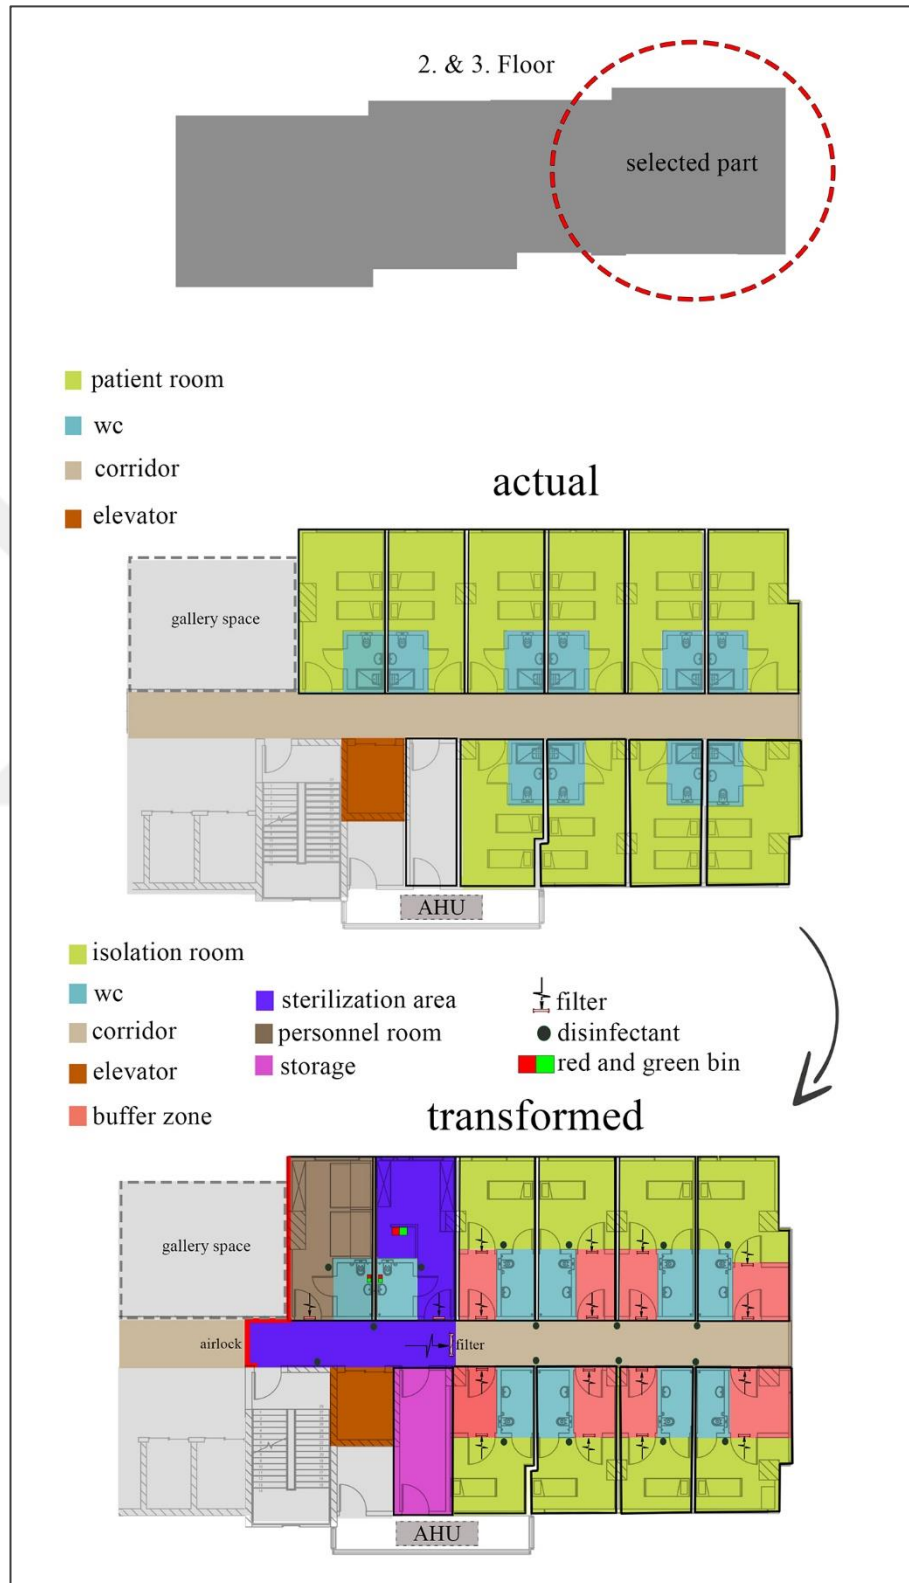 2. & 3. Floor
selected part
patient room
wc
corridor
elevator
actual
gallery space
AHU
isolation room
wc
corridor
elevator
buffer zone
sterilization area
personnel room
storage
filter
disinfectant
red and green bin
transformed
gallery space
airlock
filter
AHU